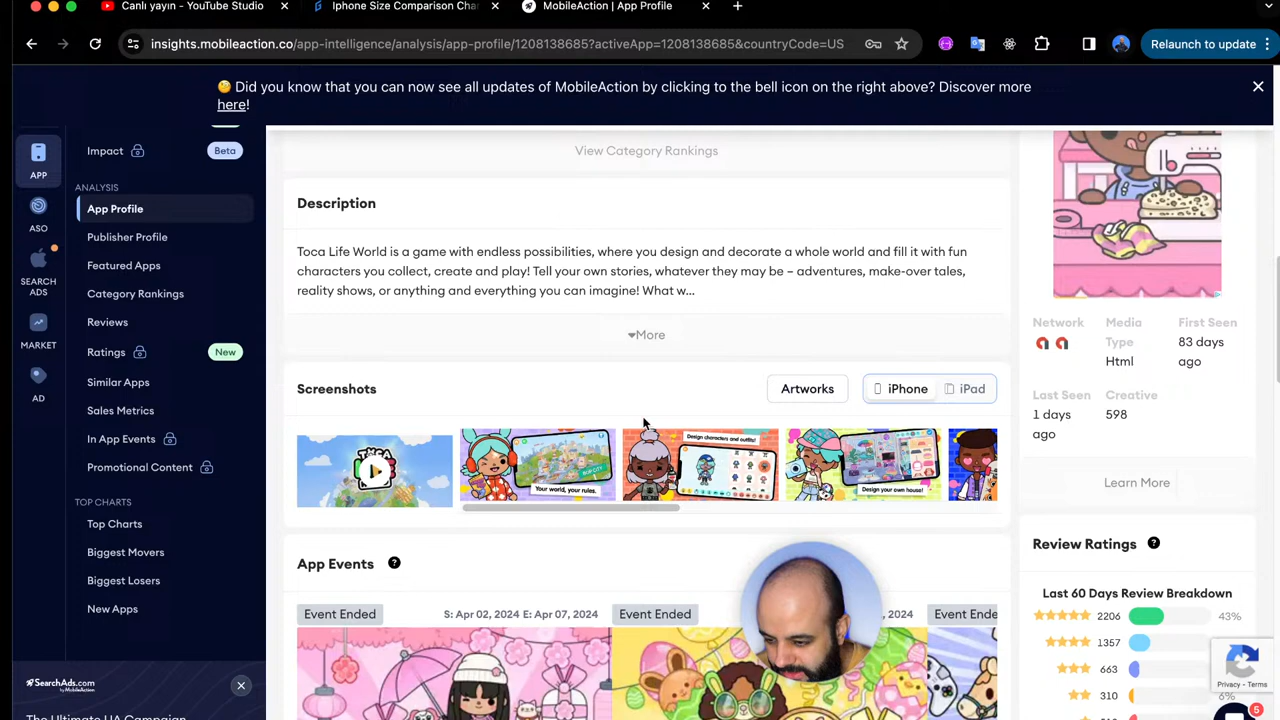 Canlı yayın - YouTube Studio
Iphone Size Comparison Cha
MobileAction | App Profile
insights.mobileaction.co/app-intelligence/analysis/app-profile/1208138685?activeApp=1208138685&countryCode=US
Relaunch to update
Did you know that you can now see all updates of MobileAction by clicking to the bell icon on the right above? Discover more
here!
APP
ASO
SEARCH
ADS
MARKET
AD
Impact
Beta
ANALYSIS
App Profile
Publisher Profile
Featured Apps
Category Rankings
Reviews
Ratings
New
Similar Apps
Sales Metrics
In App Events
Promotional Content
TOP CHARTS
Top Charts
Biggest Movers
Biggest Losers
New Apps
SearchAds.com
by MobileAction
The Ultimate UA Campaign
View Category Rankings
Description
Toca Life World is a game with endless possibilities, where you design and decorate a whole world and fill it with fun
characters you collect, create and play! Tell your own stories, whatever they may be – adventures, make-over tales,
reality shows, or anything and everything you can imagine! What w...
More
Screenshots
Artworks
iPhone
iPad
TOCA
Your world, your rules.
Design characters and outfits!
Design your own house!
App Events
Event Ended
S: Apr 02, 2024 E: Apr 07, 2024
Event Ended
, 2024
Event Ende
Network
Media
Type
Html
First Seen
83 days
ago
Last Seen
1 days
ago
Creative
598
Learn More
Review Ratings
Last 60 Days Review Breakdown
2206
43%
1357
663
310
6%
Privacy - Terms
5